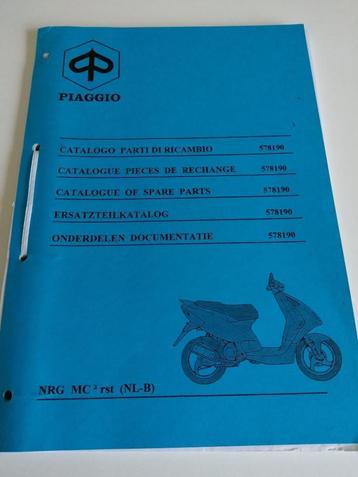 PIAGGIO
CATALOGO PARTI DI RICAMBIO 578190
CATALOGUE PIECES DE RECHANGE 578190
CATALOGUE OF SPARE PARTS 578190
ERSATZTEILKATALOG 578190
ONDERDELEN DOCUMENTATIE 578190
NRG MC² rst (NL-B)